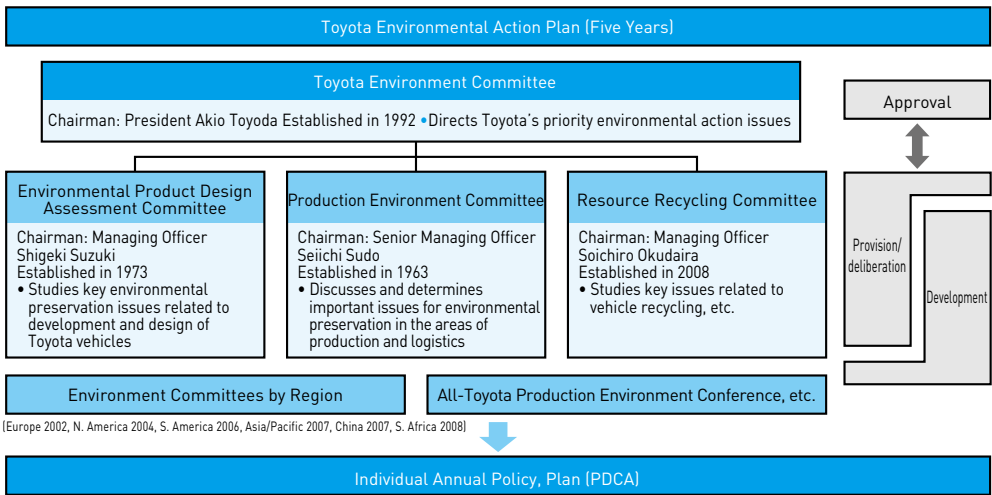 Toyota Environmental Action Plan (Five Years)
Toyota Environment Committee
Chairman: President Akio Toyoda Established in 1992 • Directs Toyota's priority environmental action issues
Approval
Environmental Product Design
Assessment Committee
Chairman: Managing Officer
Shigeki Suzuki
Established in 1973
• Studies key environmental
preservation issues related to
development and design of
Toyota vehicles
Production Environment Committee
Chairman: Senior Managing Officer
Seiichi Sudo
Established in 1963
• Discusses and determines
important issues for environmental
preservation in the areas of
production and logistics
Resource Recycling Committee
Chairman: Managing Officer
Soichiro Okudaira
Established in 2008
• Studies key issues related to
vehicle recycling, etc.
Provision/
deliberation
Development
Environment Committees by Region
All-Toyota Production Environment Conference, etc.
(Europe 2002, N. America 2004, S. America 2006, Asia/Pacific 2007, China 2007, S. Africa 2008)
Individual Annual Policy, Plan (PDCA)